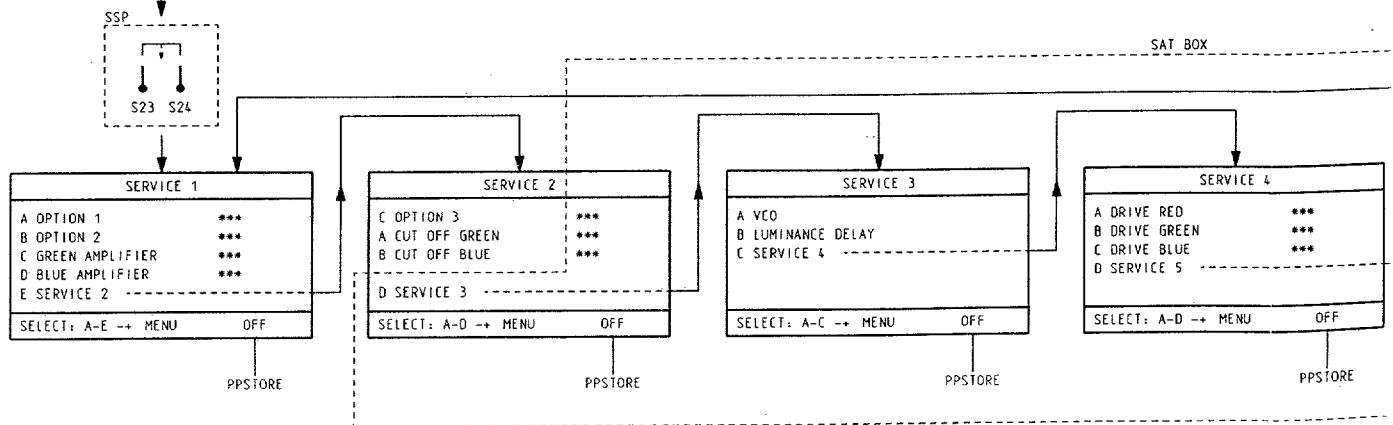 SSP
S23 S24
SAT BOX
SERVICE 1
A OPTION 1 ***
B OPTION 2 ***
C GREEN AMPLIFIER ***
D BLUE AMPLIFIER ***
E SERVICE 2
SELECT: A-E -+ MENU OFF
PPSTORE
SERVICE 2
C OPTION 3 ***
A CUT OFF GREEN ***
B CUT OFF BLUE ***
D SERVICE 3
SELECT: A-D -+ MENU OFF
PPSTORE
SERVICE 3
A VCO
B LUMINANCE DELAY
C SERVICE 4
SELECT: A-C -+ MENU OFF
PPSTORE
SERVICE 4
A DRIVE RED ***
B DRIVE GREEN ***
C DRIVE BLUE ***
D SERVICE 5
SELECT: A-D -+ MENU OFF
PPSTORE